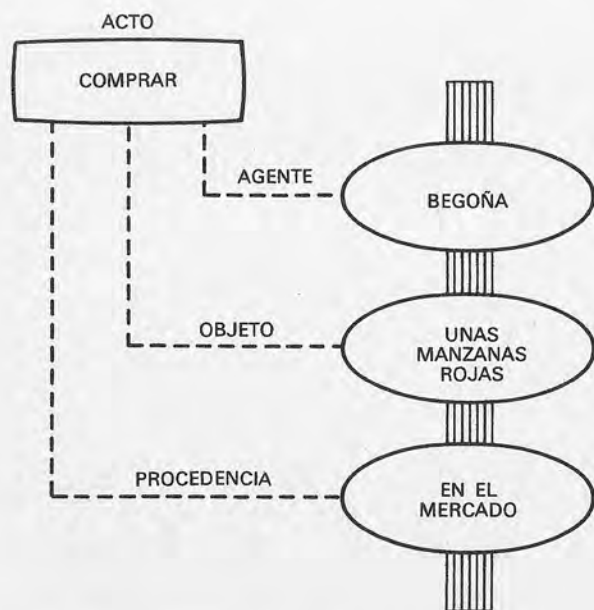 ACTO
COMPRAR
AGENTE
BEGOÑA
OBJETO
UNAS
MANZANAS
ROJAS
PROCEDENCIA
EN EL
MERCADO